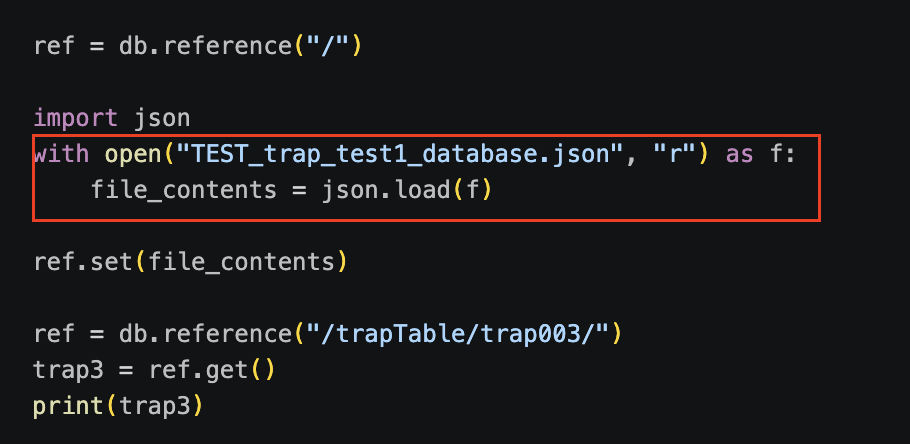 ref = db.reference("/")
import json
with open("TEST_trap_test1_database.json", "r") as f:
    file_contents = json.load(f)
ref.set(file_contents)
ref = db.reference("/trapTable/trap003/")
trap3 = ref.get()
print(trap3)